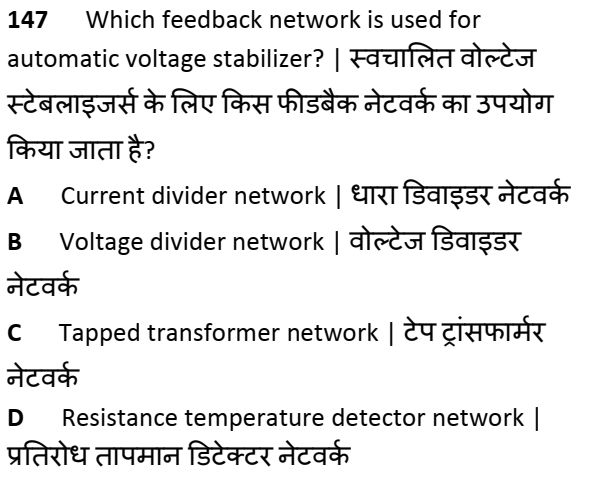 147 Which feedback network is used for
automatic voltage stabilizer? | स्वचालित वोल्टेज
स्टेबलाइजर्स के लिए किस फीडबैक नेटवर्क का उपयोग
किया जाता है?
A Current divider network | धारा डिवाइडर नेटवर्क
B Voltage divider network | वोल्टेज डिवाइडर
नेटवर्क
C Tapped transformer network | टेप ट्रांसफार्मर
नेटवर्क
D Resistance temperature detector network |
प्रतिरोध तापमान डिटेक्टर नेटवर्क